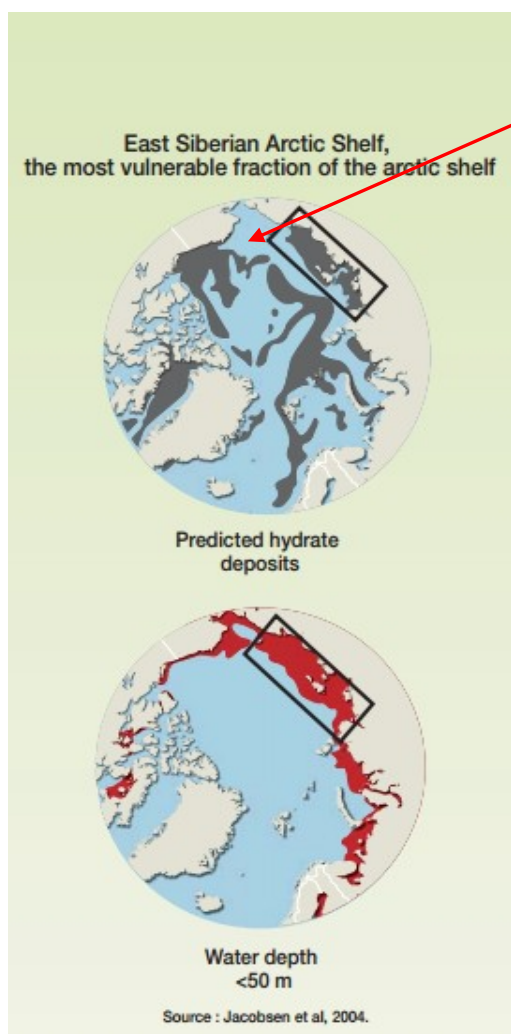 East Siberian Arctic Shelf,
the most vulnerable fraction of the arctic shelf
Predicted hydrate
deposits
Water depth
<50 m
Source : Jacobsen et al, 2004.